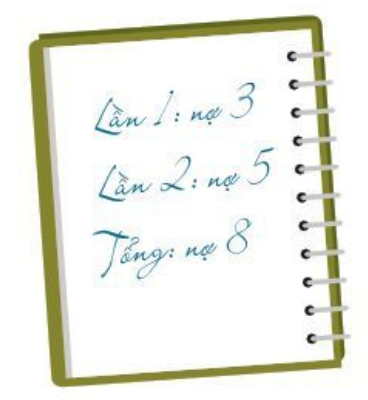 Lần 1: nợ 3
Lần 2: nợ 5
Tổng: nợ 8